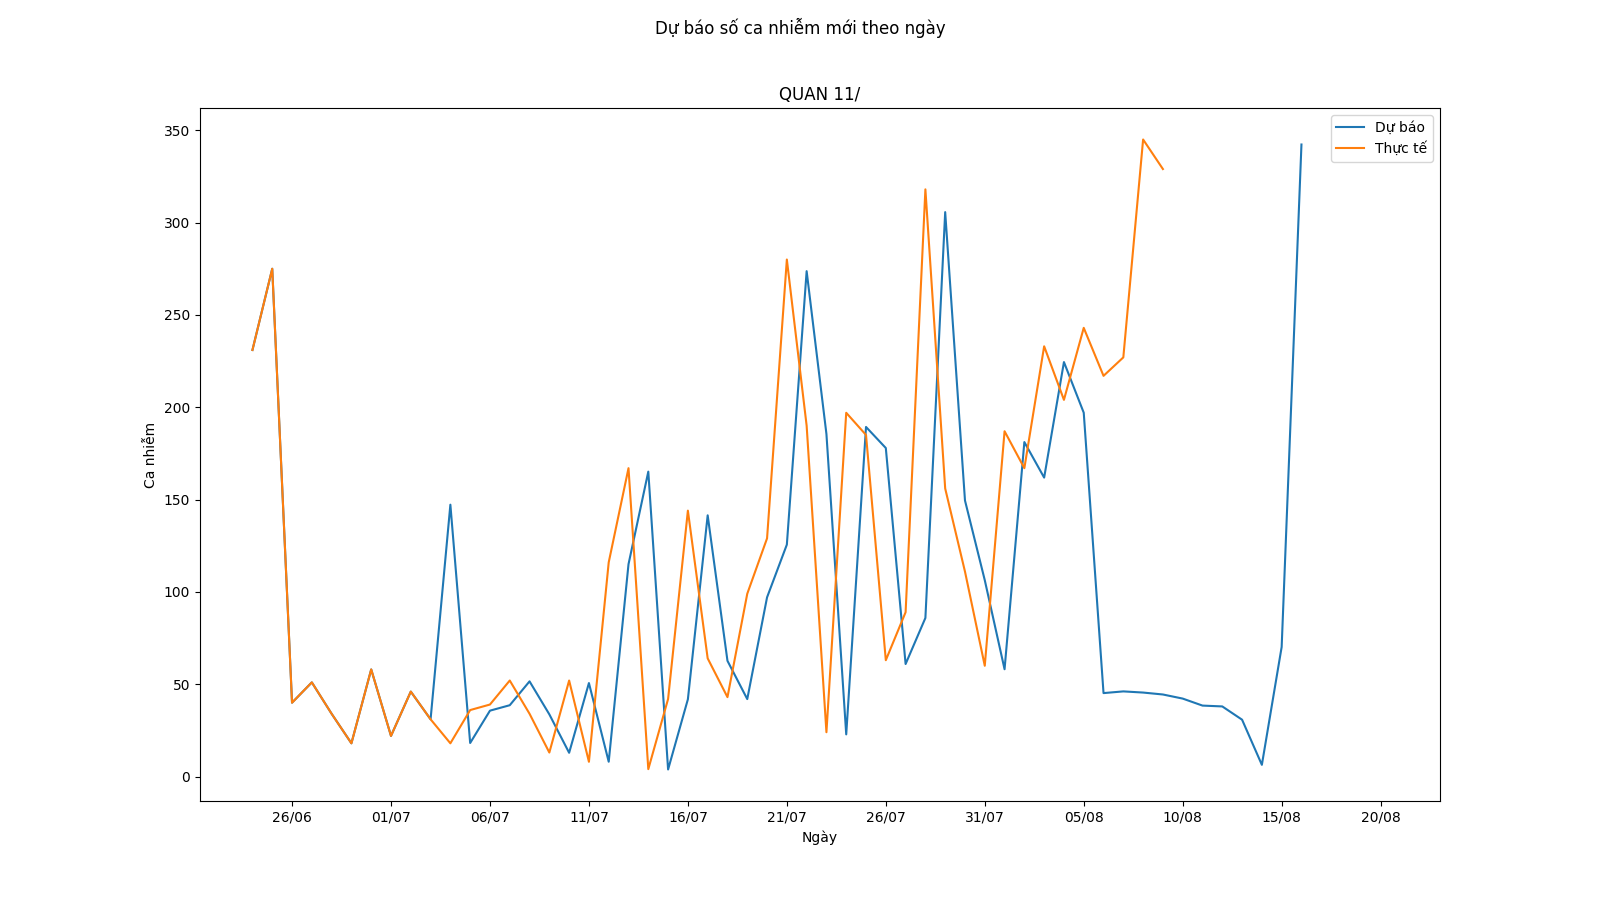 Dự báo số ca nhiễm mới theo ngày
QUAN 11/
Dự báo
Thực tế
350
300
250
200
150
100
50
0
Ca nhiễm
26/06 01/07 06/07 11/07 16/07 21/07 26/07 31/07 05/08 10/08 15/08 20/08
Ngày